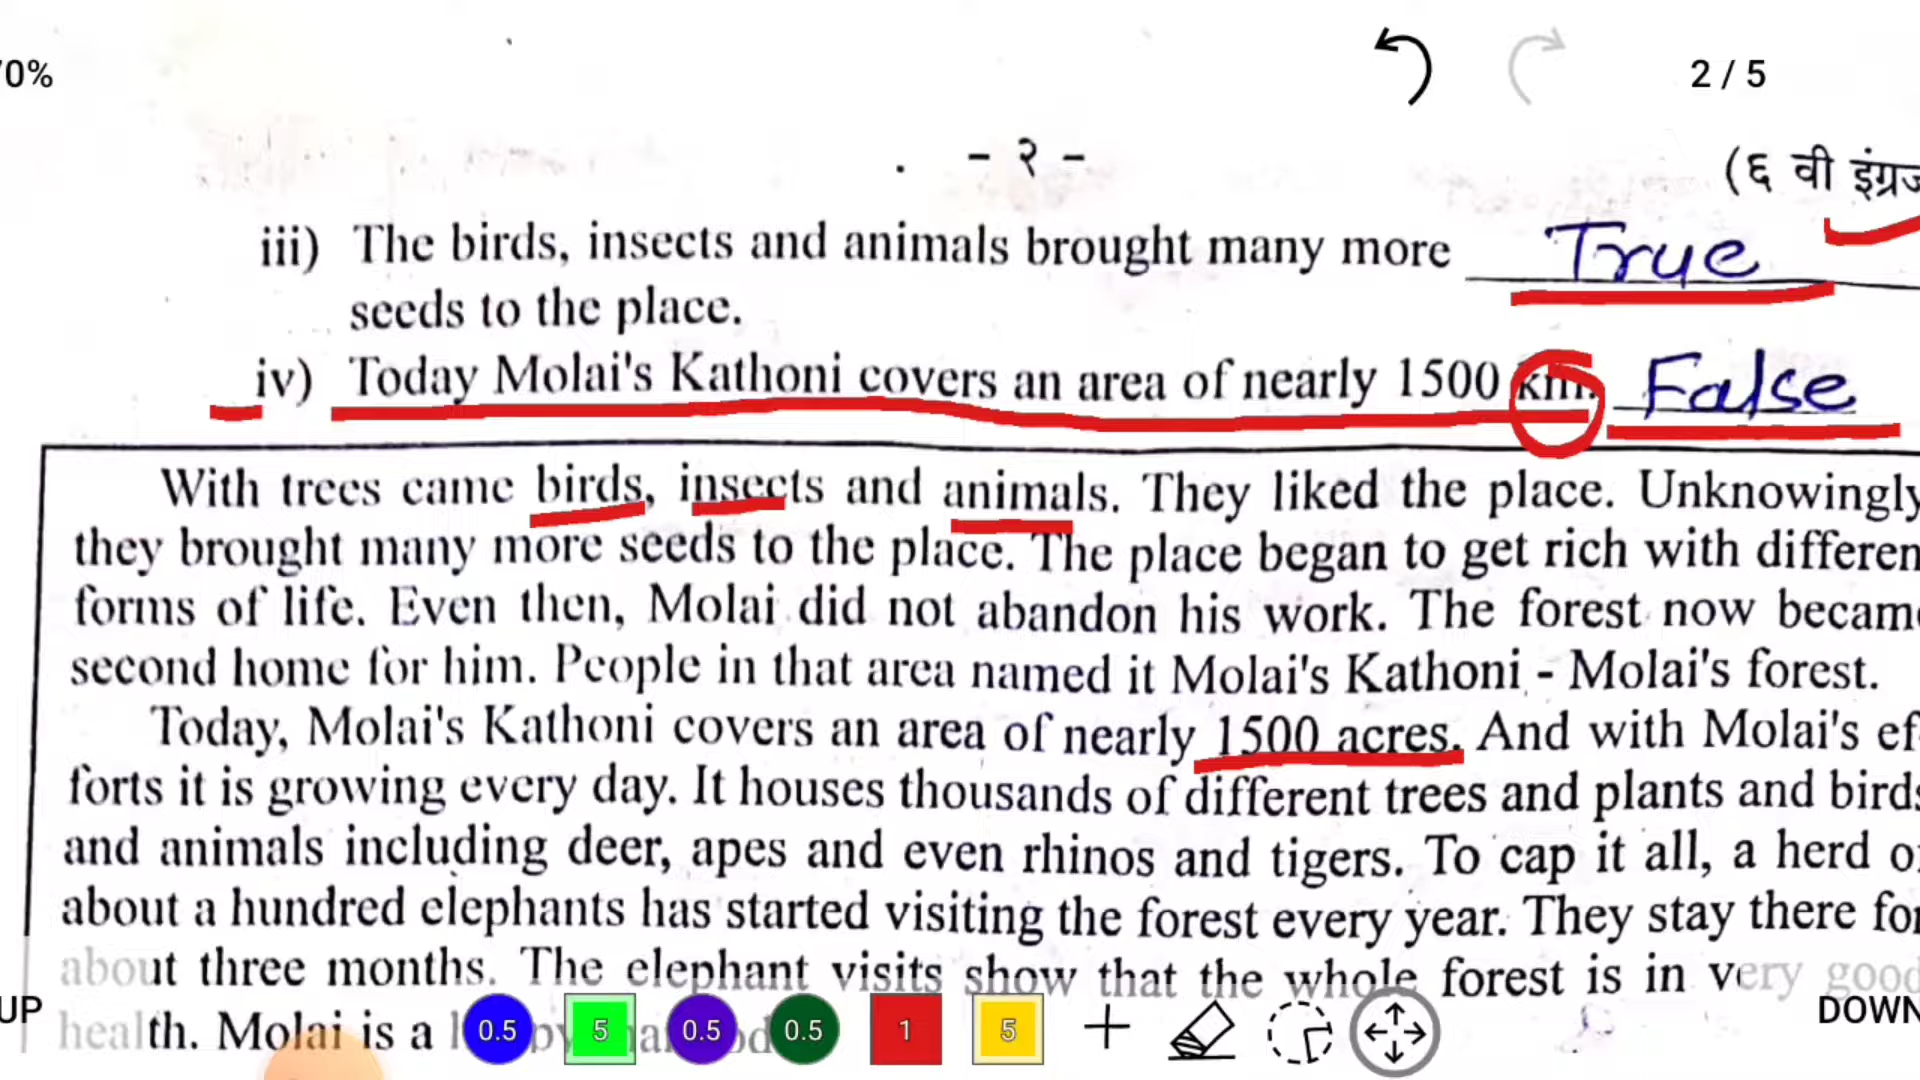 0%
2 / 5
- २ -
(६ वी
iii) The birds, insects and animals brought many more True
seeds to the place.
iv) Today Molai's Kathoni covers an area of nearly 1500 km. False
With trees came birds, insects and animals. They liked the place. Unknowingly
they brought many more seeds to the place. The place began to get rich with differen
forms of life. Even then, Molai did not abandon his work. The forest now became
second home for him. People in that area named it Molai's Kathoni - Molai's forest.
Today, Molai's Kathoni covers an area of nearly 1500 acres. And with Molai's ef-
forts it is growing every day. It houses thousands of different trees and plants and birds
and animals including deer, apes and even rhinos and tigers. To cap it all, a herd o
about a hundred elephants has started visiting the forest every year. They stay there for
about three months. The elephant visits show that the whole forest is in very good
health. Molai is a
UP 0.5 5 0.5 0.5 1 5 DOWN